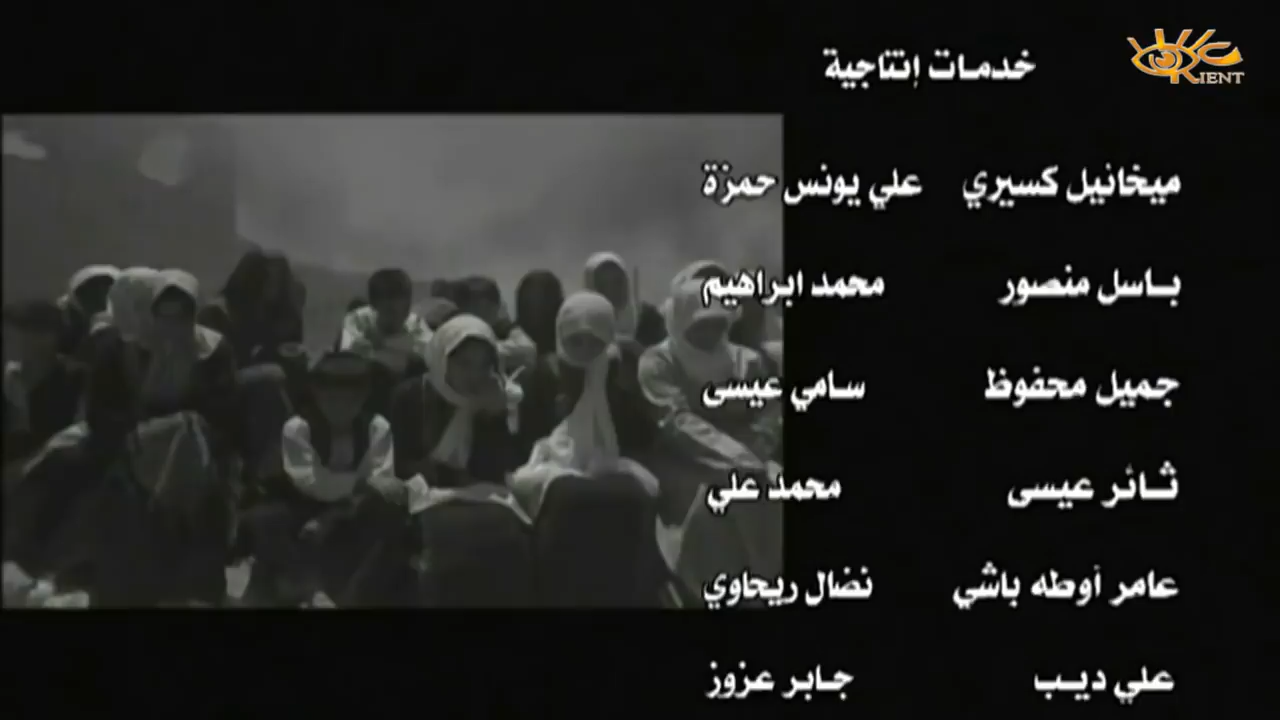 خدمات إنتاجية
RIENT
ميخائيل كسيري علي يونس حمزة
باسل منصور محمد ابراهيم
جميل محفوظ سامي عيسى
ثائر عيسى محمد علي
عامر أوطه باشي نضال ريحاوي
علي ديب جابر عزوز